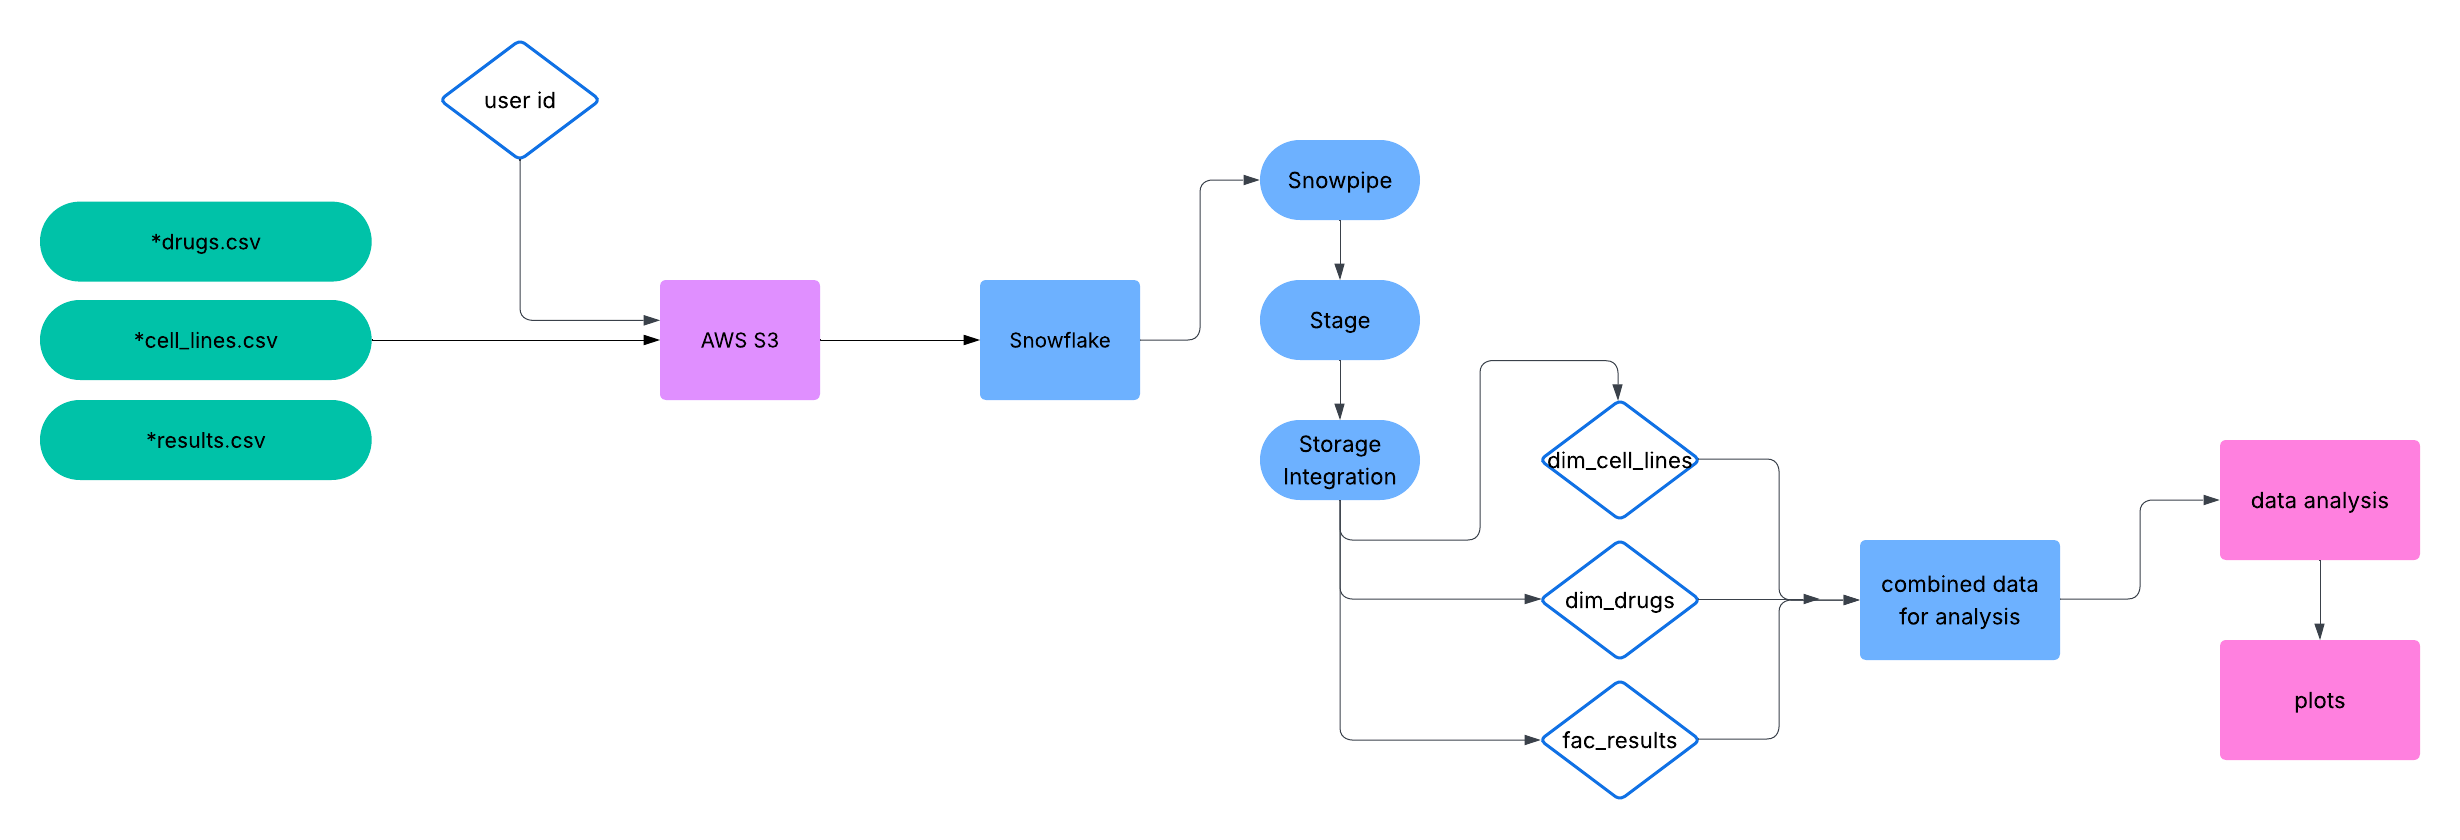 user id
*drugs.csv
*cell_lines.csv
*results.csv
AWS S3
Snowflake
Snowpipe
Stage
Storage
Integration
dim_cell_lines
dim_drugs
fac_results
combined data
for analysis
data analysis
plots